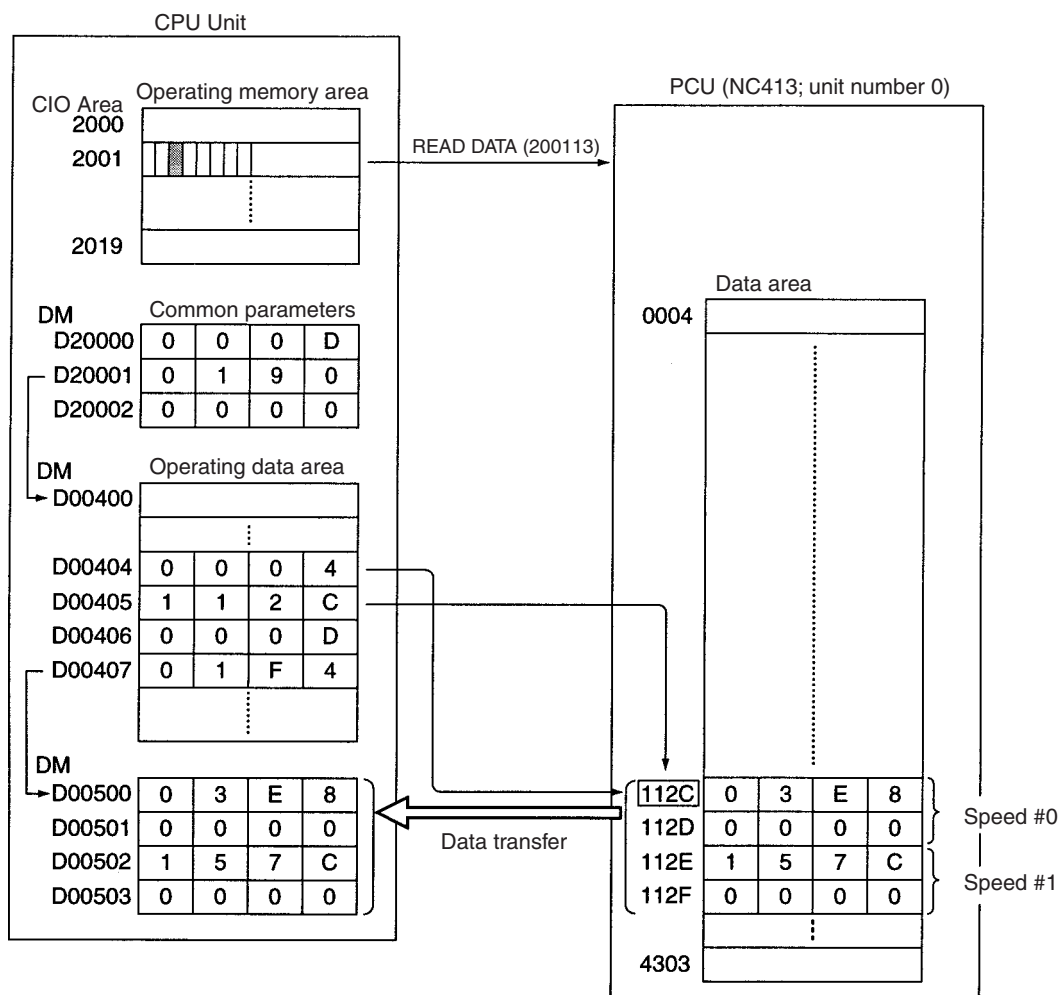 CPU Unit
CIO Area
Operating memory area
2000
2001
2019
READ DATA (200113)
DM
Common parameters
D20000 0 0 0 D
D20001 0 1 9 0
D20002 0 0 0 0
DM
Operating data area
D00400
D00404 0 0 0 4
D00405 1 1 2 C
D00406 0 0 0 D
D00407 0 1 F 4
DM
D00500 0 3 E 8
D00501 0 0 0 0
D00502 1 5 7 C
D00503 0 0 0 0
Data transfer
PCU (NC413; unit number 0)
Data area
0004
112C 0 3 E 8
112D 0 0 0 0
Speed #0
112E 1 5 7 C
112F 0 0 0 0
Speed #1
4303